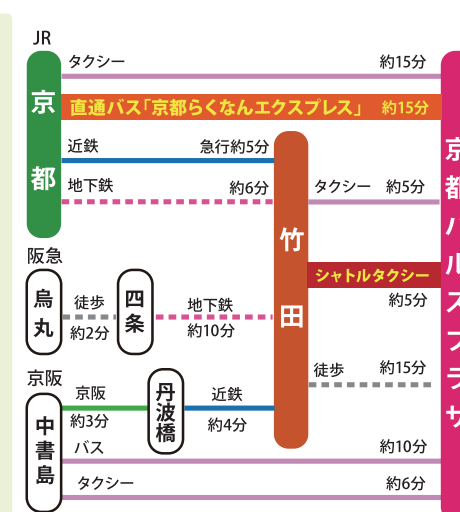 JR
京都
タクシー 約15分
直通バス「京都らくなんエクスプレス」 約15分
近鉄 急行約5分
地下鉄 約6分
竹田
タクシー 約5分
シャトルタクシー
約5分
徒歩 約15分
阪急
烏丸
徒歩
約2分
四条
地下鉄
約10分
京阪
中書島
京阪
約3分
丹波橋
近鉄
約4分
バス 約10分
タクシー 約6分
京都パルスプラザ